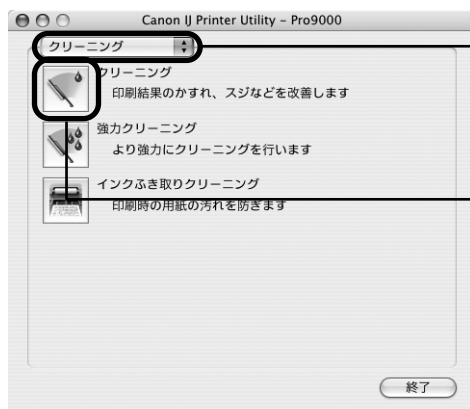 Canon IJ Printer Utility – Pro9000
クリーニング
クリーニング
印刷結果のかすれ、スジなどを改善します
強力クリーニング
より強力にクリーニングを行います
インクふき取りクリーニング
印刷時の用紙の汚れを防ぎます
終了